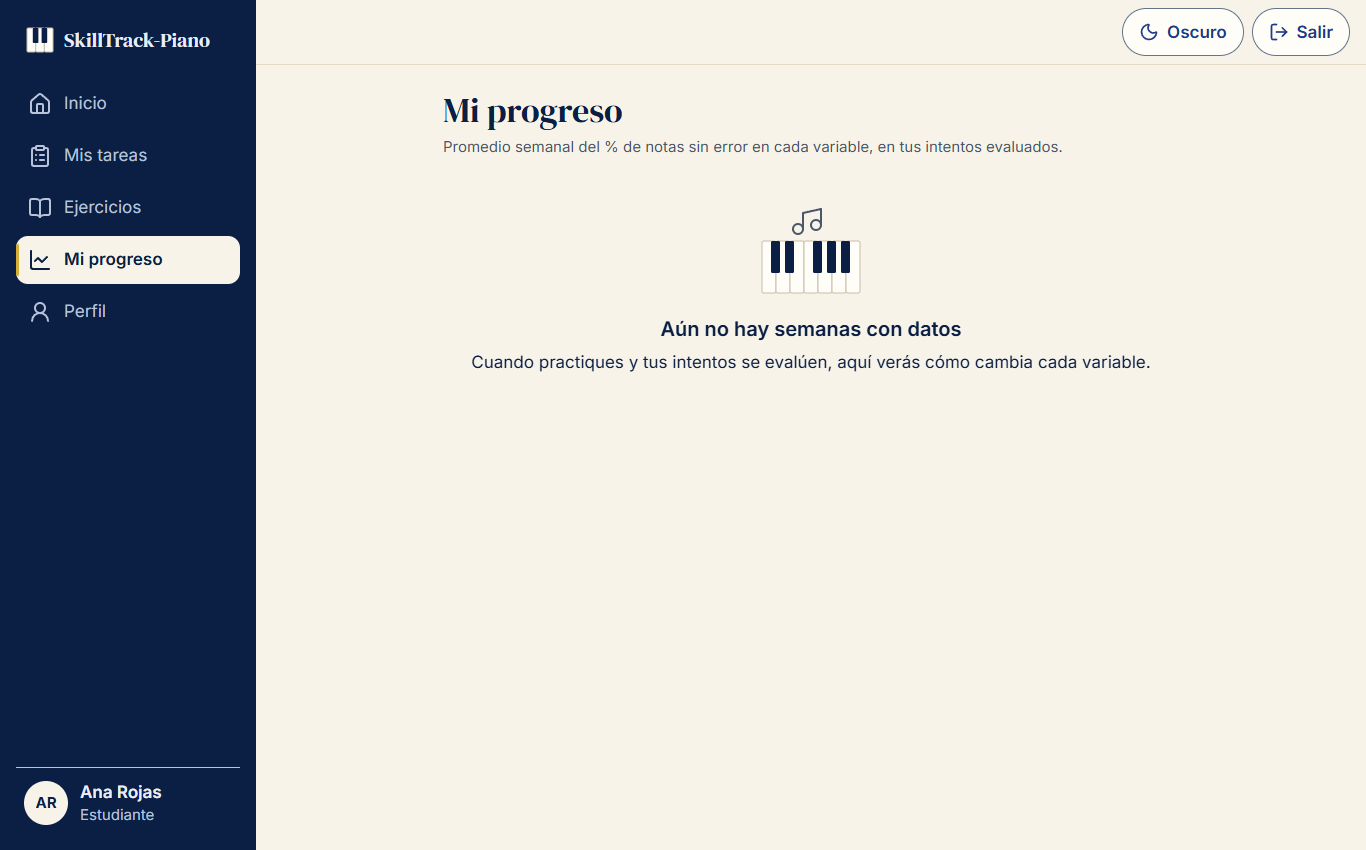 SkillTrack-Piano
Inicio
Mis tareas
Ejercicios
Mi progreso
Perfil
Ana Rojas
AR
Estudiante
Oscuro
Salir
Mi progreso
Promedio semanal del % de notas sin error en cada variable, en tus intentos evaluados.
Aún no hay semanas con datos
Cuando practiques y tus intentos se evalúen, aquí verás cómo cambia cada variable.